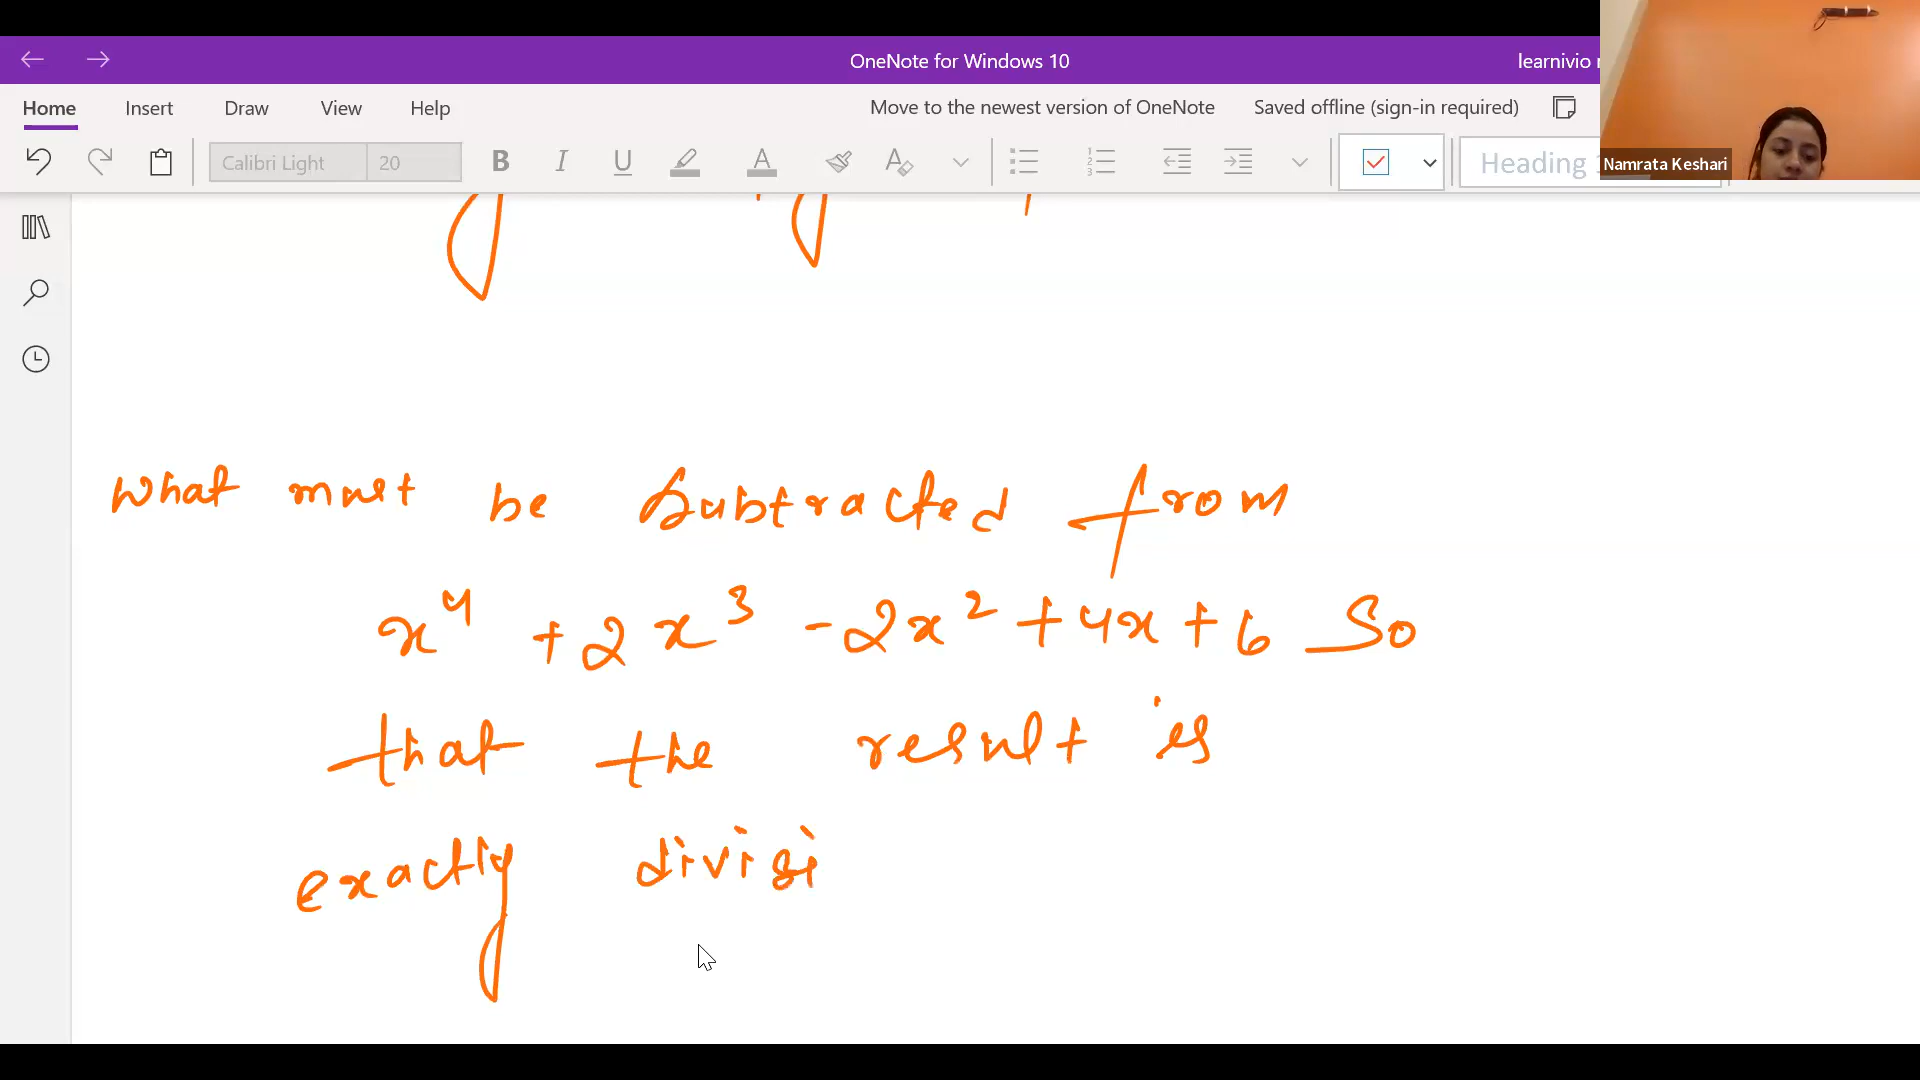 OneNote for Windows 10
learnivio
Home Insert Draw View Help
Move to the newest version of OneNote Saved offline (sign-in required)
Calibri Light 20 B I U A A Heading
Namrata Keshari
What must be subtracted from
x⁴ + 2x³ - 2x² + 4x + 6 So
that the result is
exactly divisi